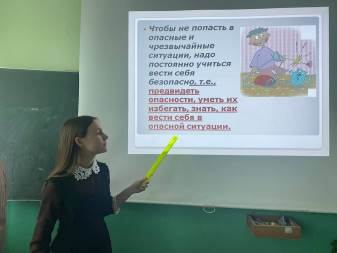 • Чтобы не попасть в
опасные и
чрезвычайные
ситуации, надо
постоянно учиться
вести себя
безопасно, т.е.,
предвидеть
опасности, уметь их
избегать, знать, как
вести себя в
опасной ситуации.